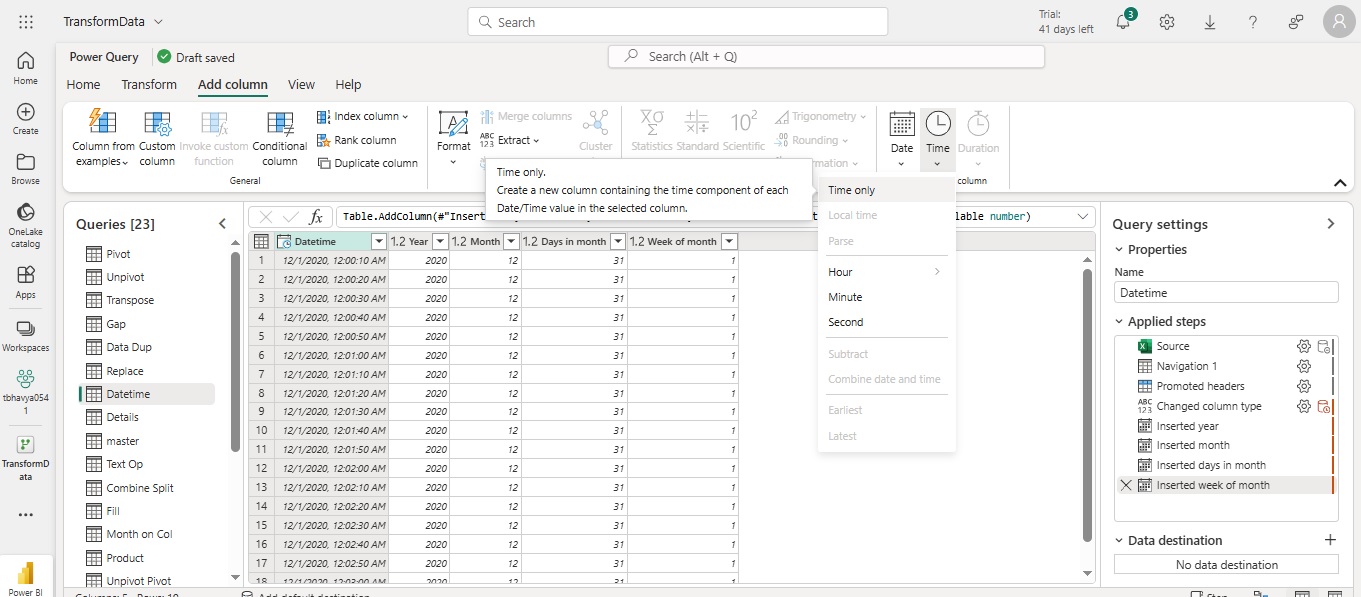 TransformData
Search
Trial:
41 days left
3
Power Query
Draft saved
Search (Alt + Q)
Home
Transform
Add column
View
Help
Column from
examples
Custom
column
Invoke custom
function
Conditional
column
Index column
Rank column
Duplicate column
General
Format
Merge columns
ABC
123
Extract
Cluster
Statistics
Standard
10²
Scientific
Trigonometry
Rounding
Date
Time
Duration
column
Time only.
Create a new column containing the time component of each
Date/Time value in the selected column.
Time only
Local time
Parse
Hour
Minute
Second
Subtract
Combine date and time
Earliest
Latest
Home
Create
Browse
OneLake
catalog
Apps
Workspaces
tbhavya054
1
TransformD
ata
Power BI
Queries [23]
Pivot
Unpivot
Transpose
Gap
Data Dup
Replace
Datetime
Details
master
Text Op
Combine Split
Fill
Month on Col
Product
Unpivot Pivot
fx
Table.AddColumn(#"Insert
number)
Datetime 1.2 Year 1.2 Month 1.2 Days in month 1.2 Week of month
1 12/1/2020, 12:00:10 AM 2020 12 31 1
2 12/1/2020, 12:00:20 AM 2020 12 31 1
3 12/1/2020, 12:00:30 AM 2020 12 31 1
4 12/1/2020, 12:00:40 AM 2020 12 31 1
5 12/1/2020, 12:00:50 AM 2020 12 31 1
6 12/1/2020, 12:01:00 AM 2020 12 31 1
7 12/1/2020, 12:01:10 AM 2020 12 31 1
8 12/1/2020, 12:01:20 AM 2020 12 31 1
9 12/1/2020, 12:01:30 AM 2020 12 31 1
10 12/1/2020, 12:01:40 AM 2020 12 31 1
11 12/1/2020, 12:01:50 AM 2020 12 31 1
12 12/1/2020, 12:02:00 AM 2020 12 31 1
13 12/1/2020, 12:02:10 AM 2020 12 31 1
14 12/1/2020, 12:02:20 AM 2020 12 31 1
15 12/1/2020, 12:02:30 AM 2020 12 31 1
16 12/1/2020, 12:02:40 AM 2020 12 31 1
17 12/1/2020, 12:02:50 AM 2020 12 31 1
18 12/1/2020, 12:03:00 AM 2020 12 31 1
Query settings
Properties
Name
Datetime
Applied steps
Source
Navigation 1
Promoted headers
ABC
123
Changed column type
Inserted year
Inserted month
Inserted days in month
Inserted week of month
Data destination
No data destination
Add default destination
Step